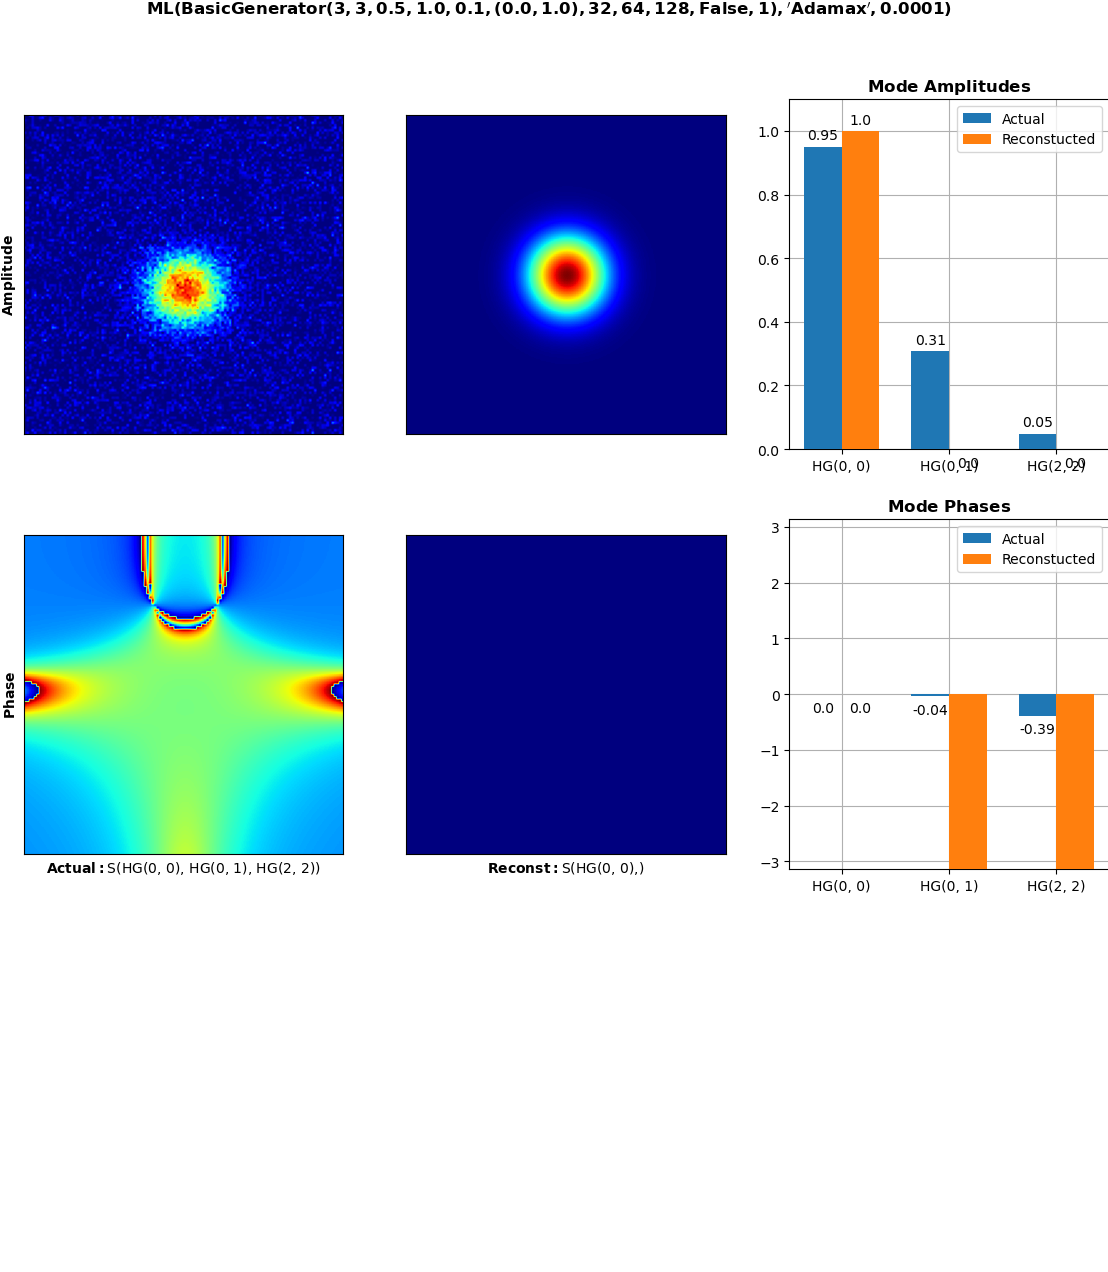 ML(BasicGenerator(3, 3, 0.5, 1.0, 0.1, (0.0, 1.0), 32, 64, 128, False, 1), 'Adamax', 0.0001)
Amplitude
Mode Amplitudes
Actual
Reconstucted
1.0
0.8
0.6
0.4
0.2
0.0
0.95
1.0
0.31
0.0
0.05
0.0
HG(0, 0)
HG(0, 1)
HG(2, 2)
Phase
Actual: S(HG(0, 0), HG(0, 1), HG(2, 2))
Reconst: S(HG(0, 0),)
Mode Phases
Actual
Reconstucted
3
2
1
0
−1
−2
−3
0.0
0.0
-0.04
-0.39
HG(0, 0)
HG(0, 1)
HG(2, 2)